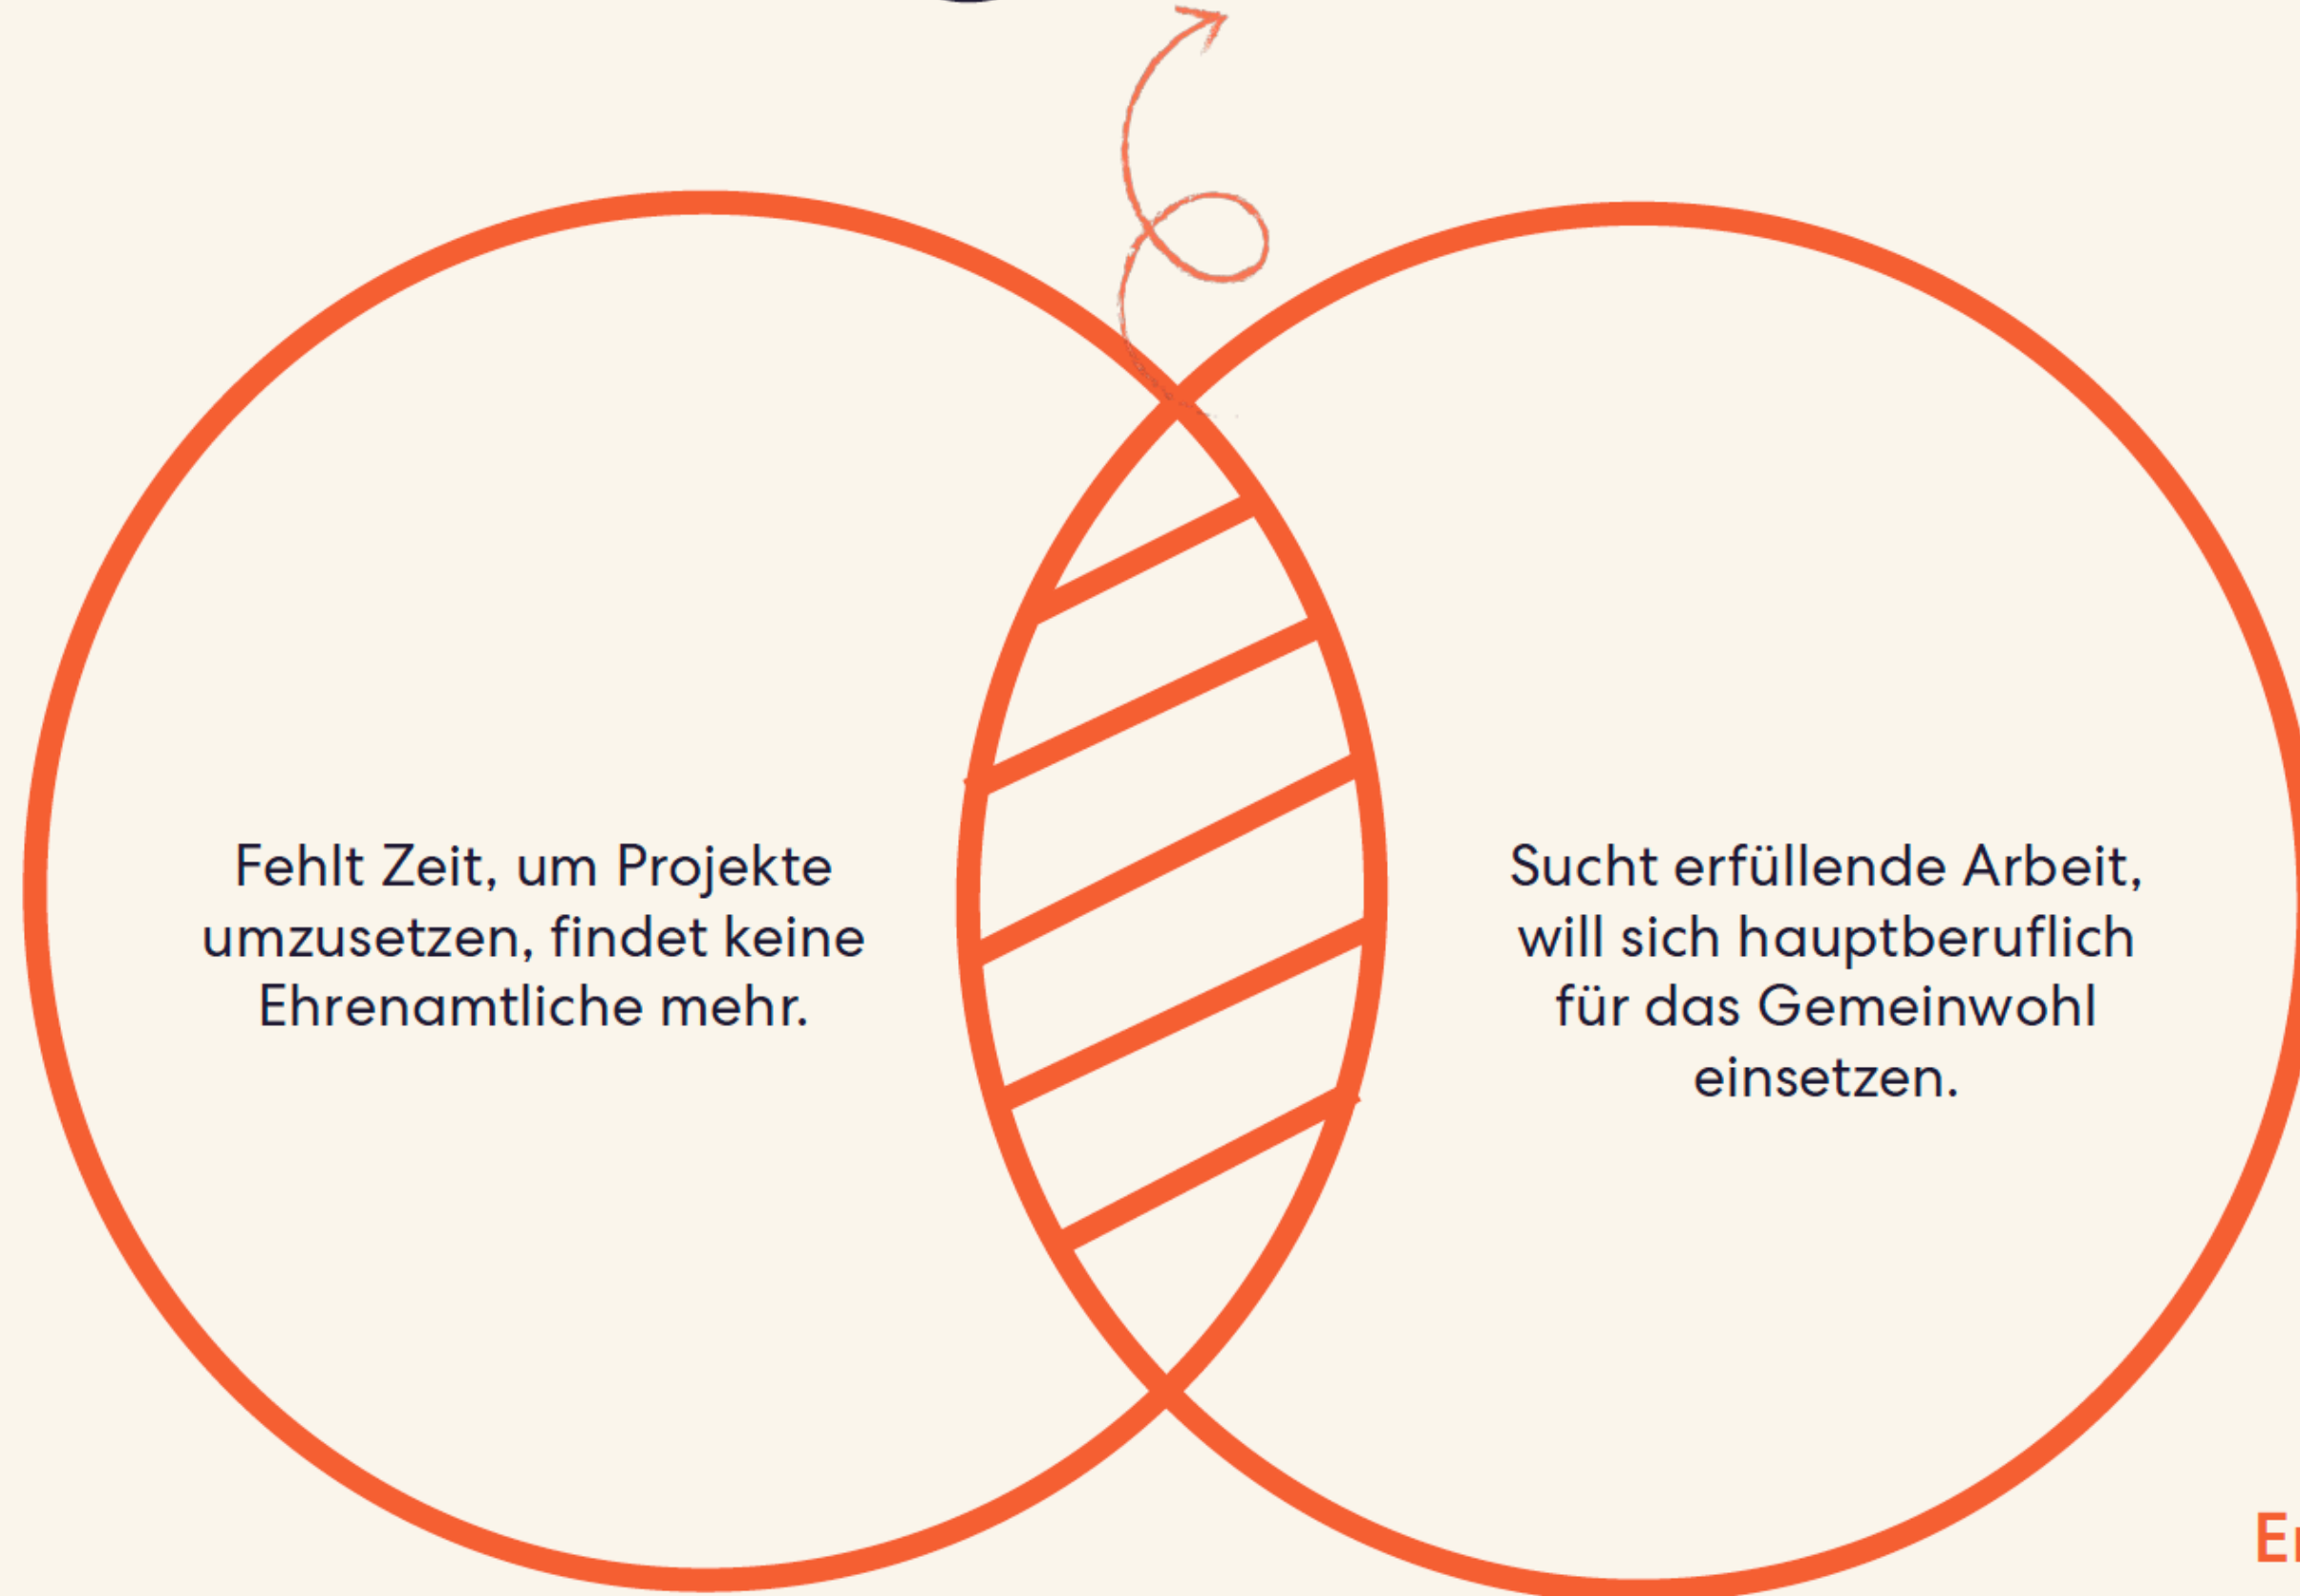 Fehlt Zeit, um Projekte
umzusetzen, findet keine
Ehrenamtliche mehr.
Sucht erfüllende Arbeit,
will sich hauptberuflich
für das Gemeinwohl
einsetzen.